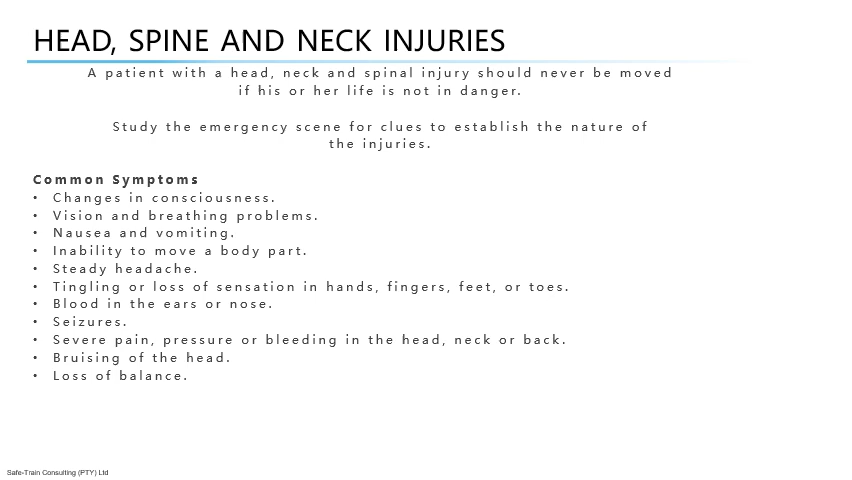 HEAD, SPINE AND NECK INJURIES
A patient with a head, neck and spinal injury should never be moved
if his or her life is not in danger.
Study the emergency scene for clues to establish the nature of
the injuries.
Common Symptoms
• Changes in consciousness.
• Vision and breathing problems.
• Nausea and vomiting.
• Inability to move a body part.
• Steady headache.
• Tingling or loss of sensation in hands, fingers, feet, or toes.
• Blood in the ears or nose.
• Seizures.
• Severe pain, pressure or bleeding in the head, neck or back.
• Bruising of the head.
• Loss of balance.
Safe-Train Consulting (PTY) Ltd